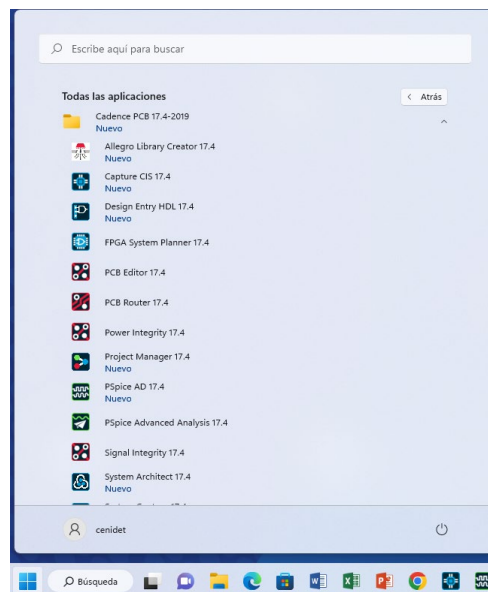 Escribe aquí para buscar
Todas las aplicaciones
Atrás
Cadence PCB 17.4-2019
Nuevo
Allegro Library Creator 17.4
Nuevo
Capture CIS 17.4
Nuevo
Design Entry HDL 17.4
Nuevo
FPGA System Planner 17.4
PCB Editor 17.4
PCB Router 17.4
Power Integrity 17.4
Project Manager 17.4
Nuevo
PSpice AD 17.4
Nuevo
PSpice Advanced Analysis 17.4
Signal Integrity 17.4
System Architect 17.4
Nuevo
cenidet
Búsqueda